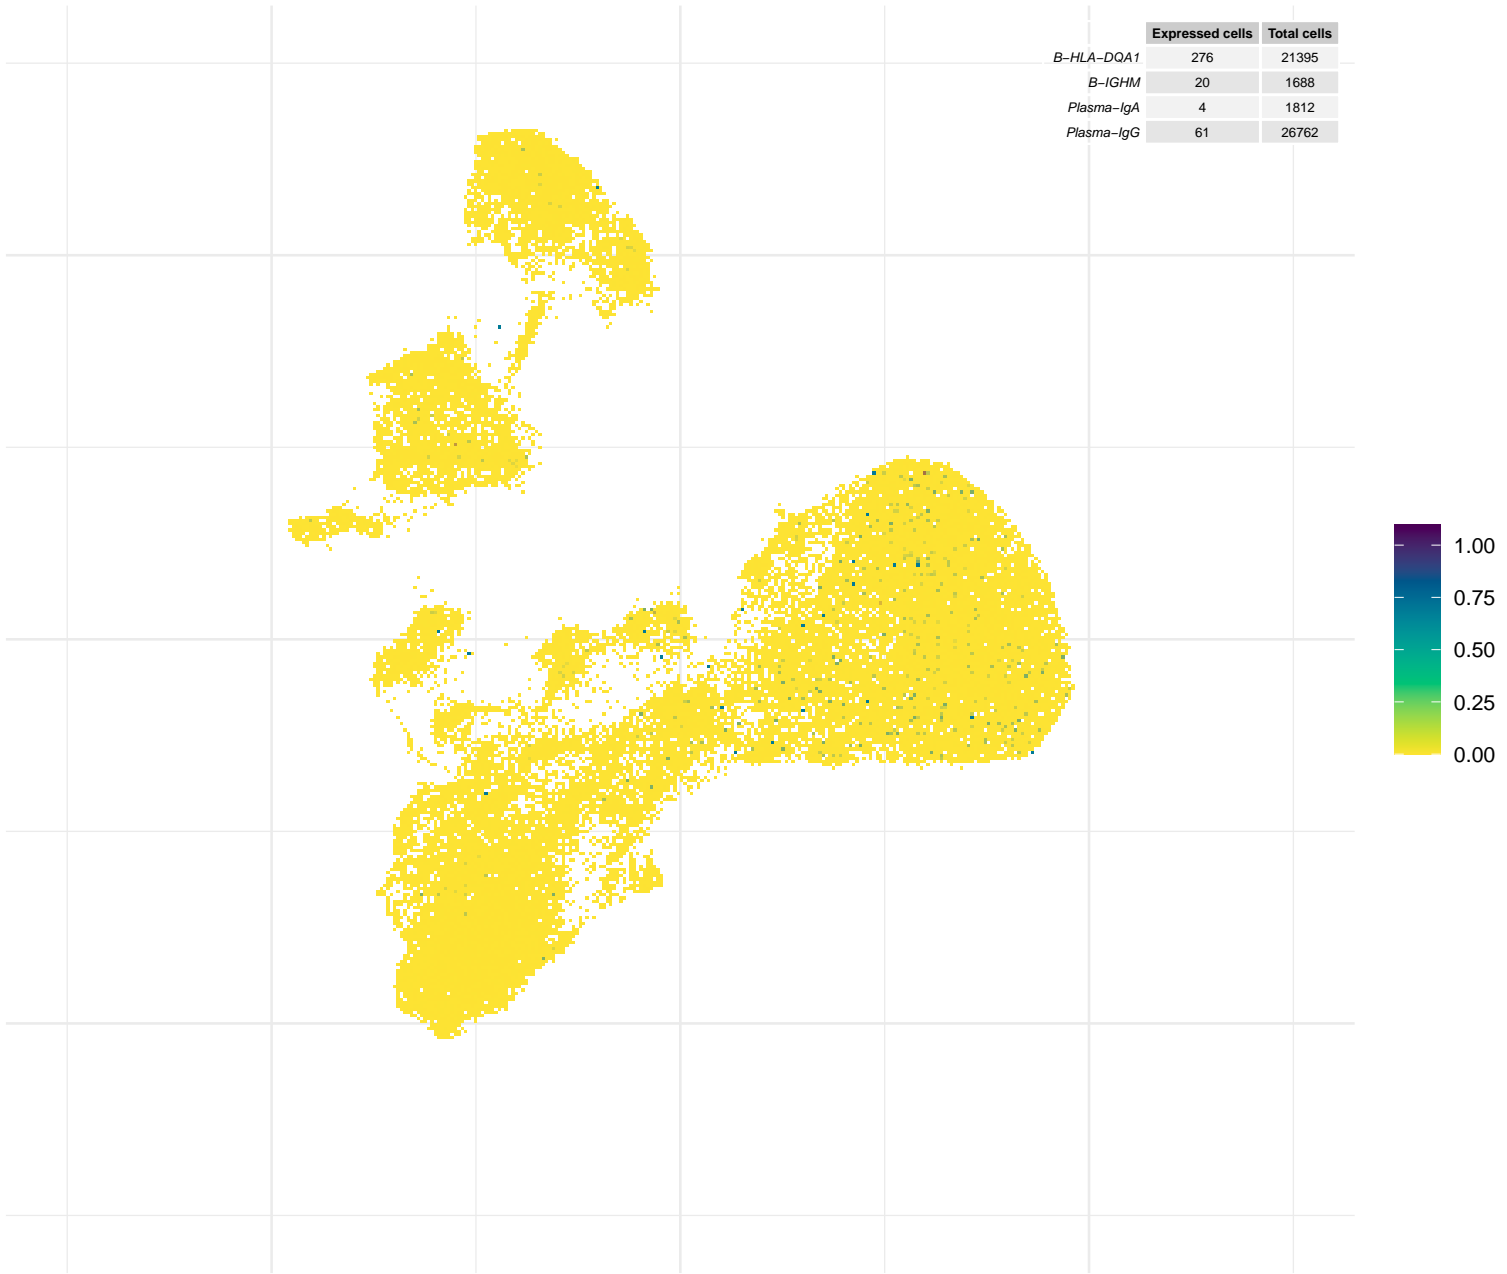 Expressed cells Total cells
B−HLA−DQA1 276 21395
B−IGHM 20 1688
Plasma−IgA 4 1812
Plasma−IgG 61 26762
1.00
0.75
0.50
0.25
0.00